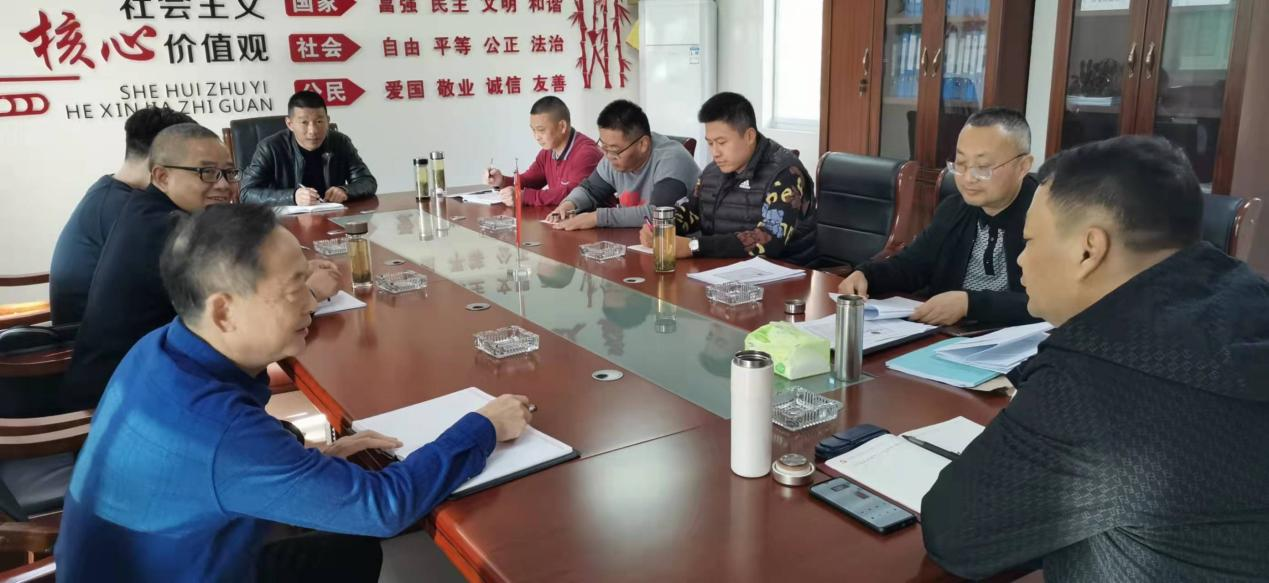 社会主义
核心价值观
SHE HUI ZHU YI
HE XIN JIA ZHI GUAN
国家 富强 民主 文明 和谐
社会 自由 平等 公正 法治
公民 爱国 敬业 诚信 友善